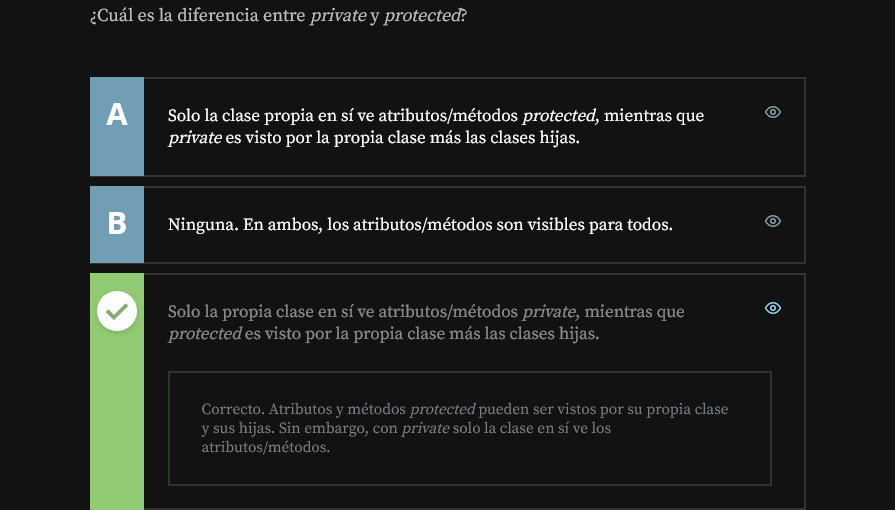 ¿Cuál es la diferencia entre private y protected?
A
Solo la clase propia en sí ve atributos/métodos protected, mientras que
private es visto por la propia clase más las clases hijas.
B
Ninguna. En ambos, los atributos/métodos son visibles para todos.
Solo la propia clase en sí ve atributos/métodos private, mientras que
protected es visto por la propia clase más las clases hijas.
Correcto. Atributos y métodos protected pueden ser vistos por su propia clase
y sus hijas. Sin embargo, con private solo la clase en sí ve los
atributos/métodos.